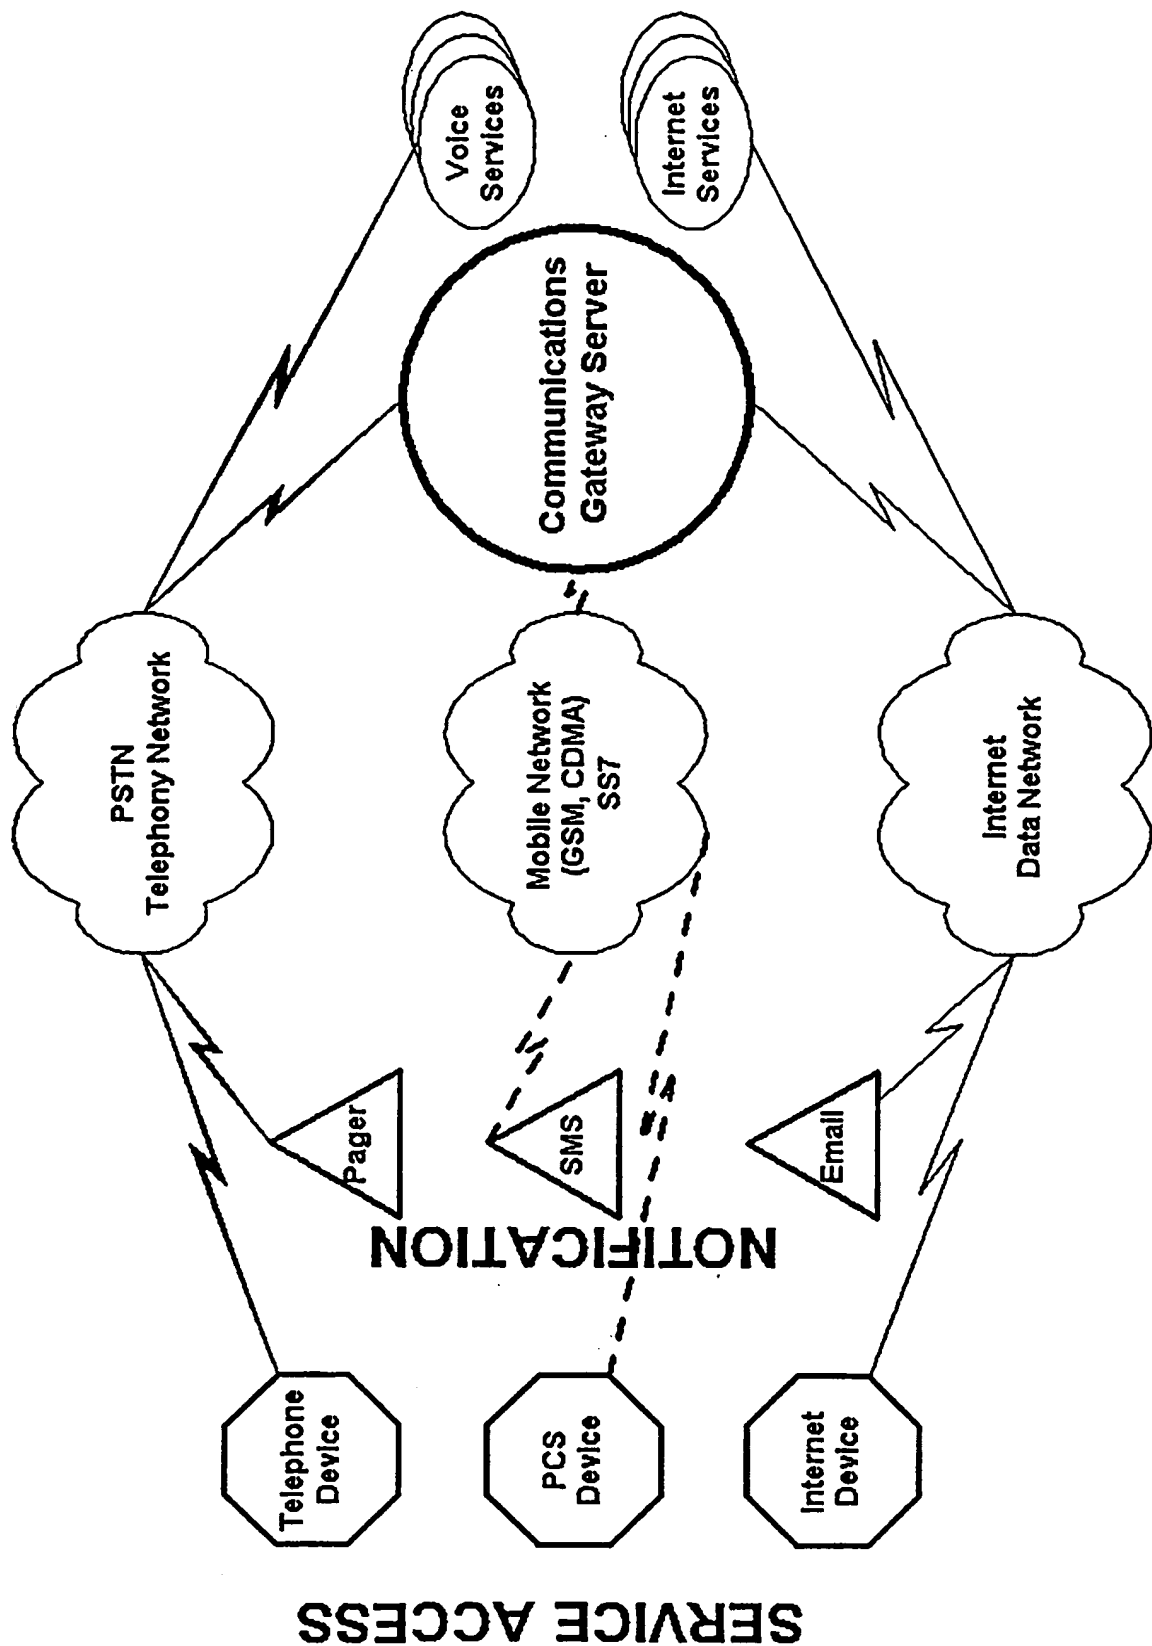 SERVICE ACCESS
NOTIFICATION
Telephone
Device
PCS
Device
Internet
Device
Pager
SMS
Email
PSTN
Telephony Network
Mobile Network
(GSM, CDMA)
SS7
Internet
Data Network
Communications
Gateway Server
Voice
Services
Internet
Services